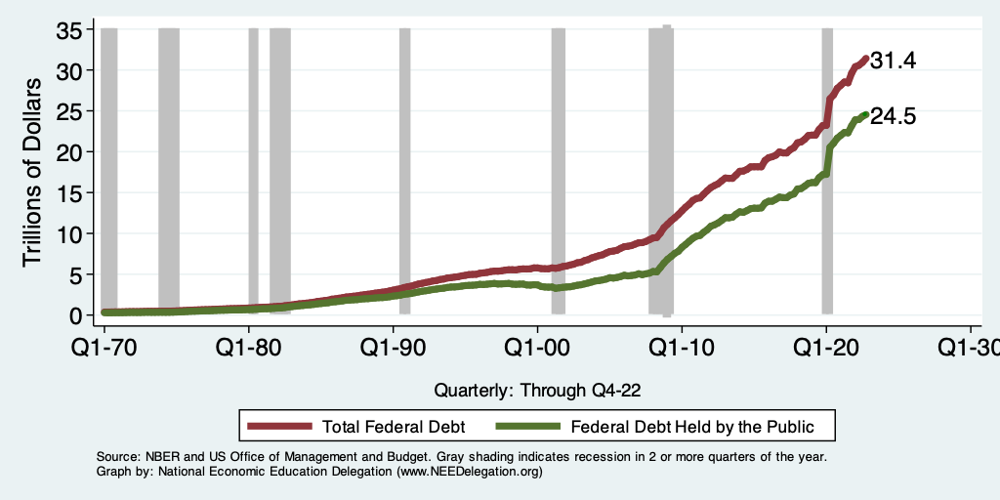 Trillions of Dollars
35
30
25
20
15
10
5
0
31.4
24.5
Q1-70 Q1-80 Q1-90 Q1-00 Q1-10 Q1-20 Q1-30
Quarterly: Through Q4-22
Total Federal Debt Federal Debt Held by the Public
Source: NBER and US Office of Management and Budget. Gray shading indicates recession in 2 or more quarters of the year.
Graph by: National Economic Education Delegation (www.NEEDelegation.org)